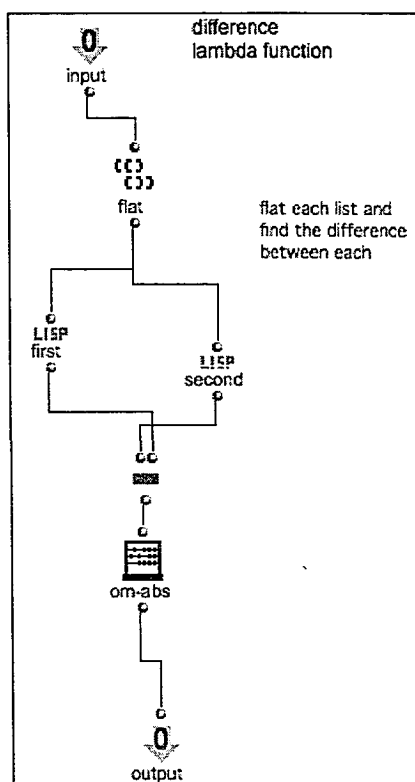 difference
lambda function
0
input
flat
flat each list and
find the difference
between each
LISP
first
LISP
second
om-abs
0
output